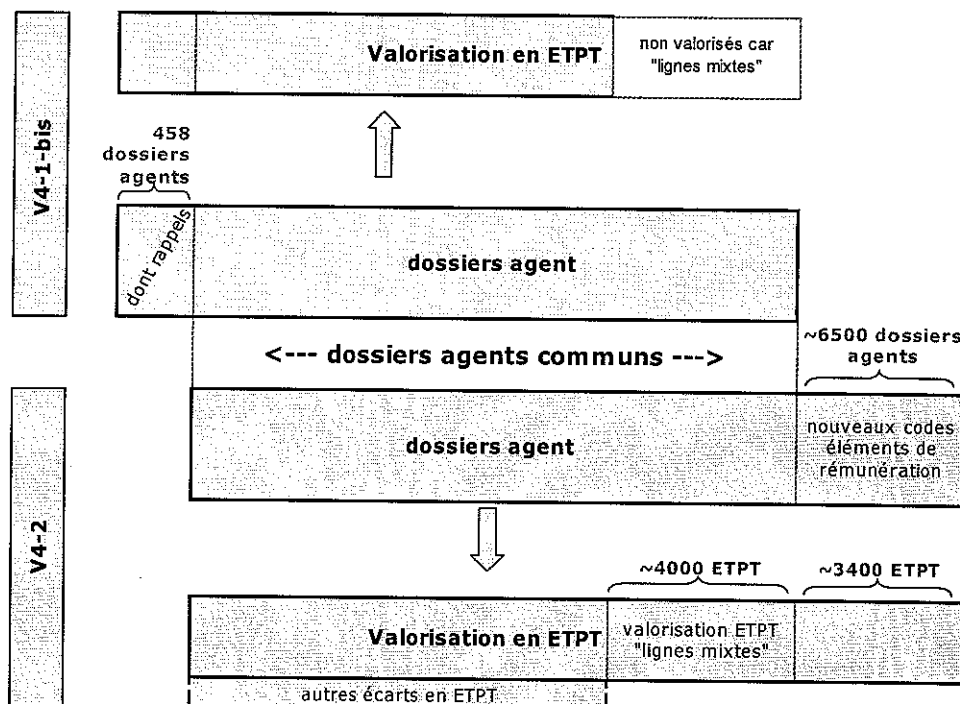 V4-1-bis
Valorisation en ETPT
non valorisés car
"lignes mixtes"
458
dossiers
agents
dont rappels
dossiers agent
<--- dossiers agents communs --->
~6500 dossiers
agents
V4-2
dossiers agent
nouveaux codes
éléments de
rémunération
~4000 ETPT
~3400 ETPT
Valorisation en ETPT
valorisation ETPT
"lignes mixtes"
autres écarts en ETPT